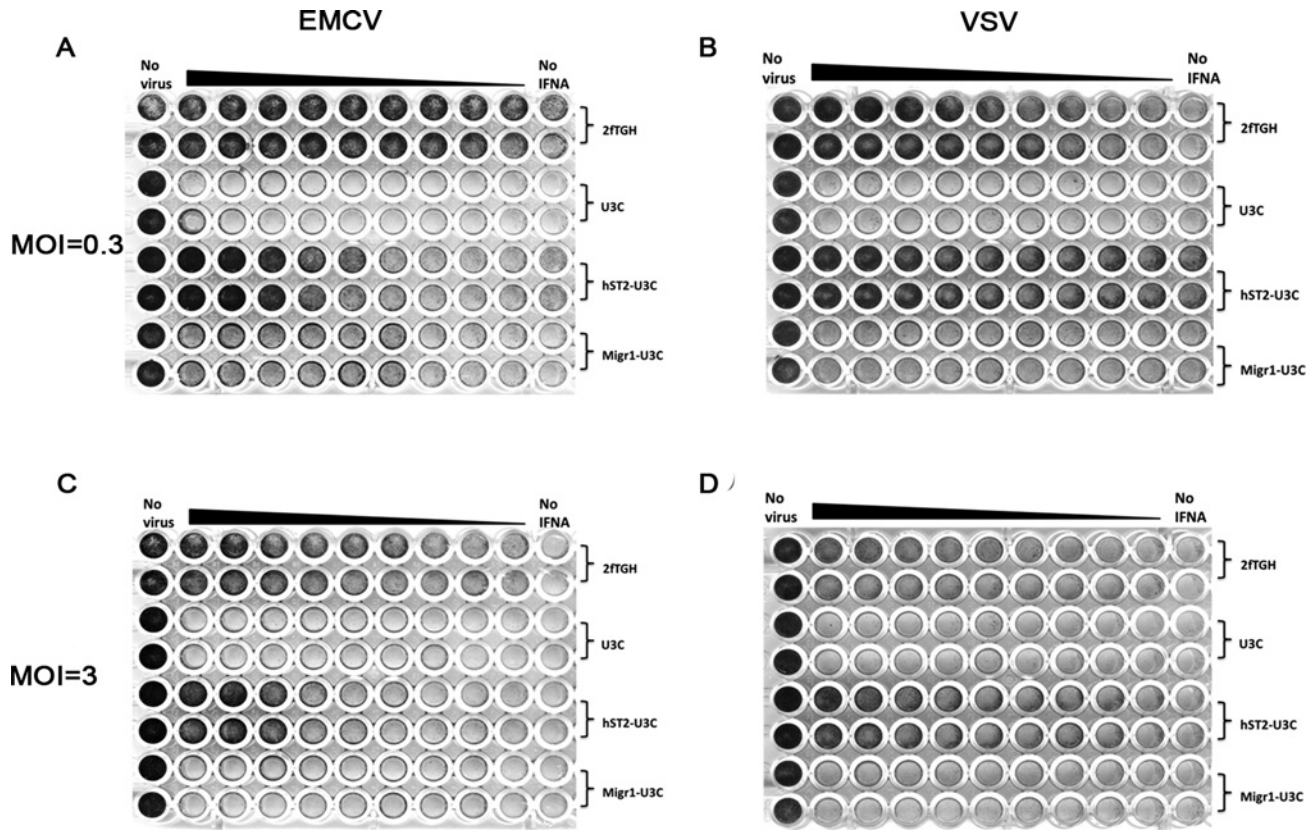 EMCV
VSV
A
B
No
virus
No
IFNA
No
virus
No
IFNA
2fTGH
U3C
hST2-U3C
Migr1-U3C
2fTGH
U3C
hST2-U3C
Migr1-U3C
MOI=0.3
C
D
No
virus
No
IFNA
No
virus
No
IFNA
2fTGH
U3C
hST2-U3C
Migr1-U3C
2fTGH
U3C
hST2-U3C
Migr1-U3C
MOI=3